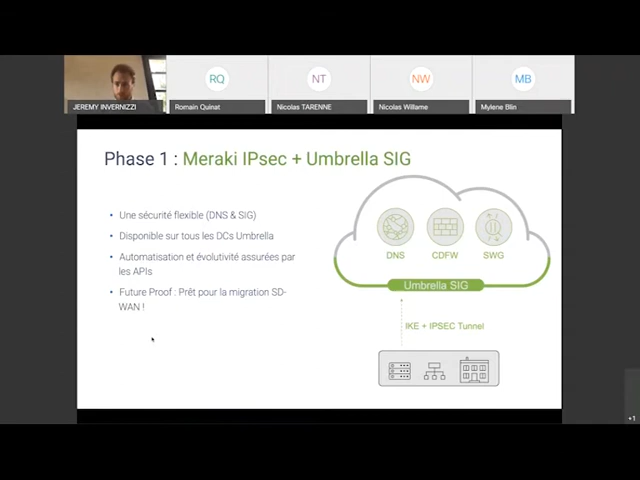 RQ
NT
NW
MB
JEREMY INVERNIZZI
Romain Quinat
Nicolas TARENNE
Nicolas Willame
Mylene Blin
Phase 1 : Meraki IPsec + Umbrella SIG
• Une sécurité flexible (DNS & SIG)
• Disponible sur tous les DCs Umbrella
• Automatisation et évolutivité assurées par
les APIs
• Future Proof : Prêt pour la migration SD-
WAN !
DNS
CDFW
SWG
Umbrella SIG
IKE + IPSEC Tunnel
+1